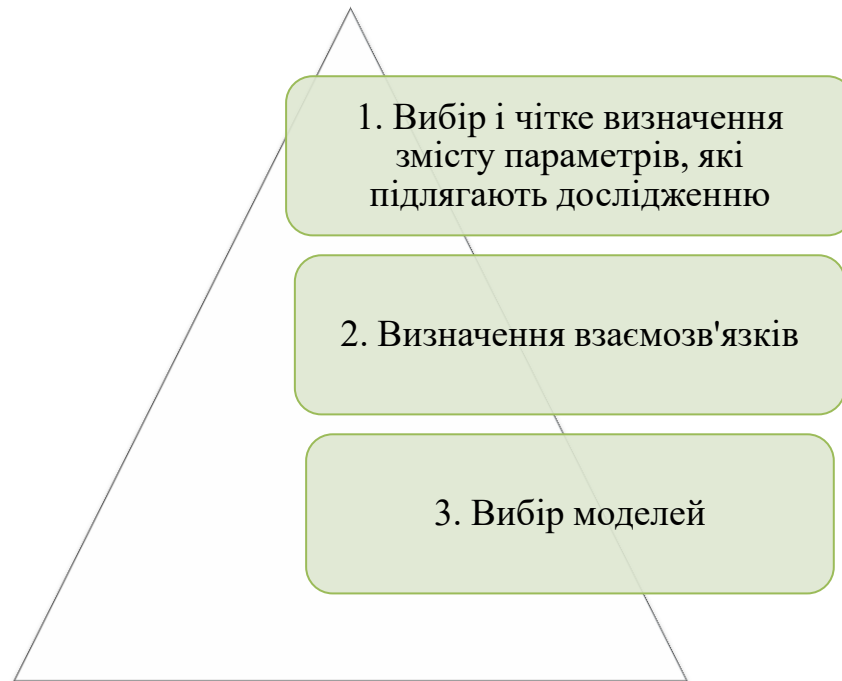 1. Вибір і чітке визначення
змісту параметрів, які
підлягають дослідженню
2. Визначення взаємозв'язків
3. Вибір моделей